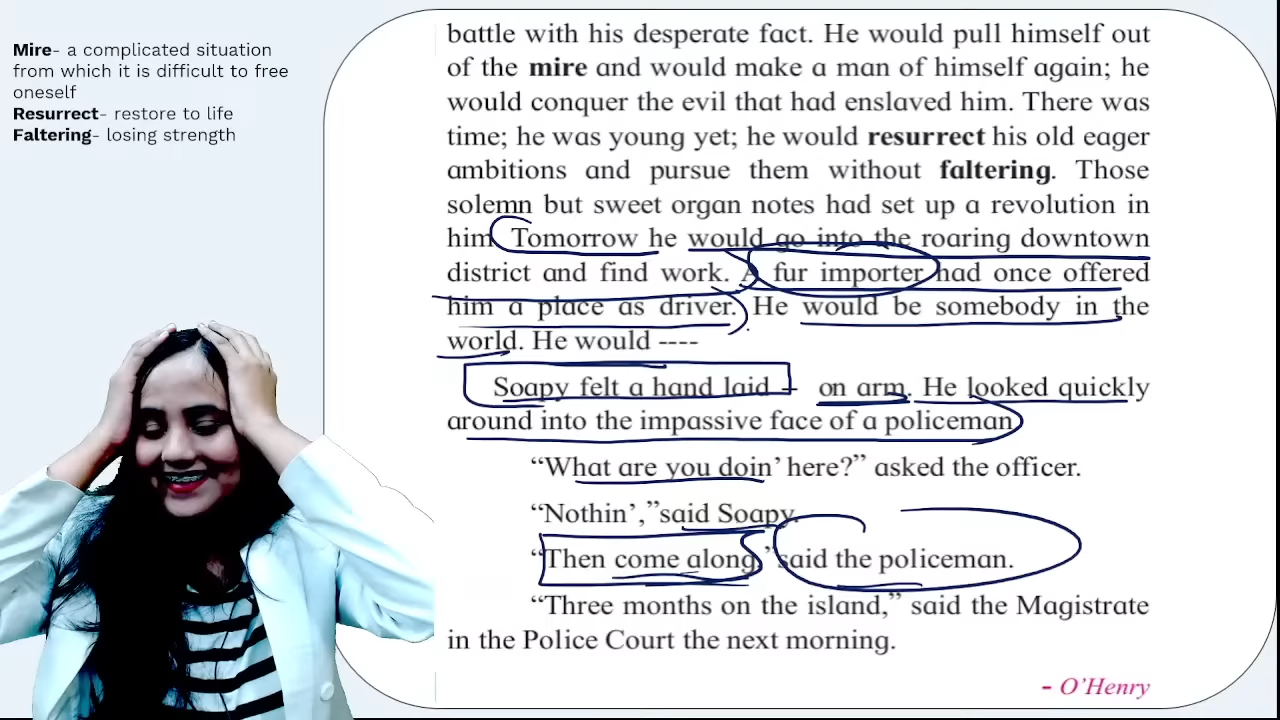 Mire- a complicated situation
from which it is difficult to free
oneself
Resurrect- restore to life
Faltering- losing strength
battle with his desperate fact. He would pull himself out
of the mire and would make a man of himself again; he
would conquer the evil that had enslaved him. There was
time; he was young yet; he would resurrect his old eager
ambitions and pursue them without faltering. Those
solemn but sweet organ notes had set up a revolution in
him Tomorrow he would go into the roaring downtown
district and find work. A fur importer had once offered
him a place as driver. He would be somebody in the
world. He would ----
Soapy felt a hand laid - on arm. He looked quickly
around into the impassive face of a policeman
“What are you doin’ here?” asked the officer.
“Nothin’,”said Soapy.
“Then come along,”said the policeman.
“Three months on the island,” said the Magistrate
in the Police Court the next morning.
- O’Henry